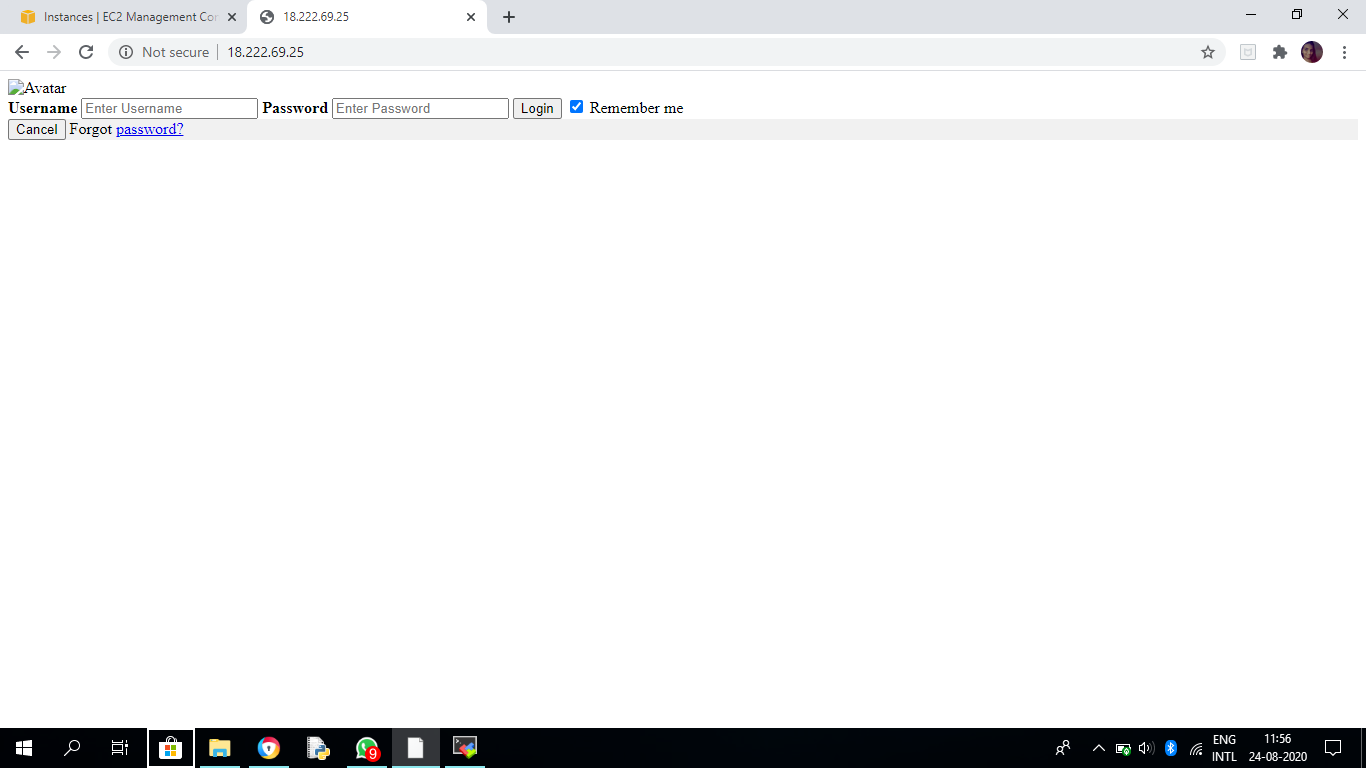 Instances | EC2 Management Con
18.222.69.25
Not secure 18.222.69.25
Avatar
Username Enter Username Password Enter Password Login Remember me
Cancel Forgot password?
9
ENG 11:56
INTL 24-08-2020